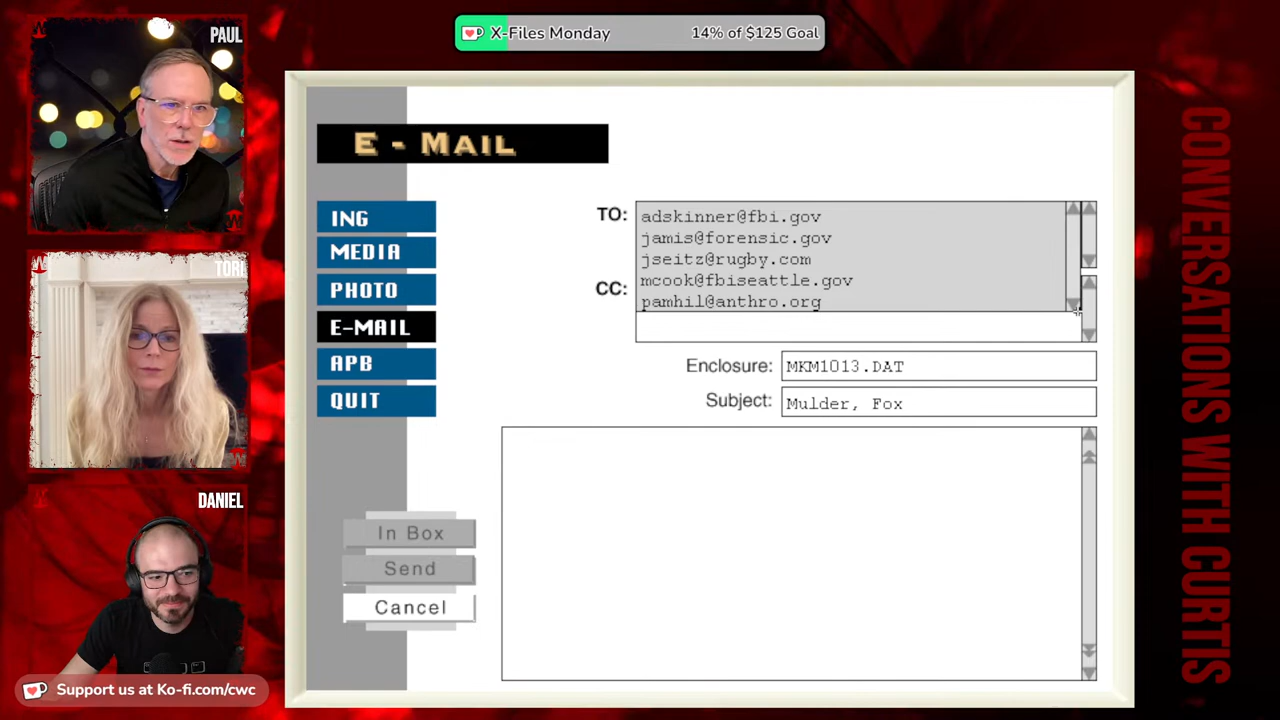 PAUL
X-Files Monday
14% of $125 Goal
E - MAIL
ING
MEDIA
PHOTO
E-MAIL
APB
QUIT
TO:
adskinner@fbi.gov
jamis@forensic.gov
jseitz@rugby.com
mcook@fbiseattle.gov
pamhil@anthro.org
CC:
Enclosure:
MKM1013.DAT
Subject:
Mulder, Fox
In Box
Send
Cancel
TORI
DANIEL
Support us at Ko-fi.com/cwc
CONVERSATIONS WITH CURTIS